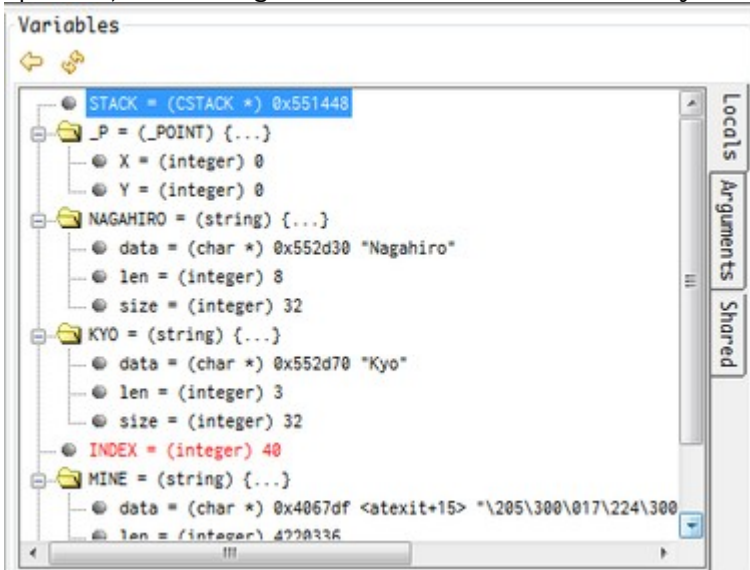 Variables
STACK = (CSTACK *) 0x551448
_P = (_POINT) {...}
X = (integer) 0
Y = (integer) 0
NAGAHIRO = (string) {...}
data = (char *) 0x552d30 "Nagahiro"
len = (integer) 8
size = (integer) 32
KYO = (string) {...}
data = (char *) 0x552d70 "Kyo"
len = (integer) 3
size = (integer) 32
INDEX = (integer) 40
MINE = (string) {...}
data = (char *) 0x4067df <atexit+15> "\205\300\017\224\300
len = (integer) 4220336
Locals
Arguments
Shared